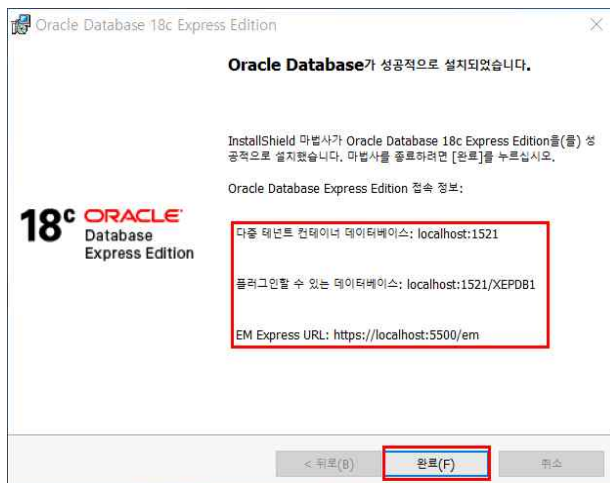 Oracle Database 18c Express Edition
Oracle Database가 성공적으로 설치되었습니다.
InstallShield 마법사가 Oracle Database 18c Express Edition을(를) 성
공적으로 설치했습니다. 마법사를 종료하려면 [완료]를 누르십시오.
Oracle Database Express Edition 접속 정보:
18c ORACLE
Database
Express Edition
다중 테넌트 컨테이너 데이터베이스: localhost:1521
플러그인할 수 있는 데이터베이스: localhost:1521/XEPDB1
EM Express URL: https://localhost:5500/em
< 뒤로(B)
완료(F)
취소